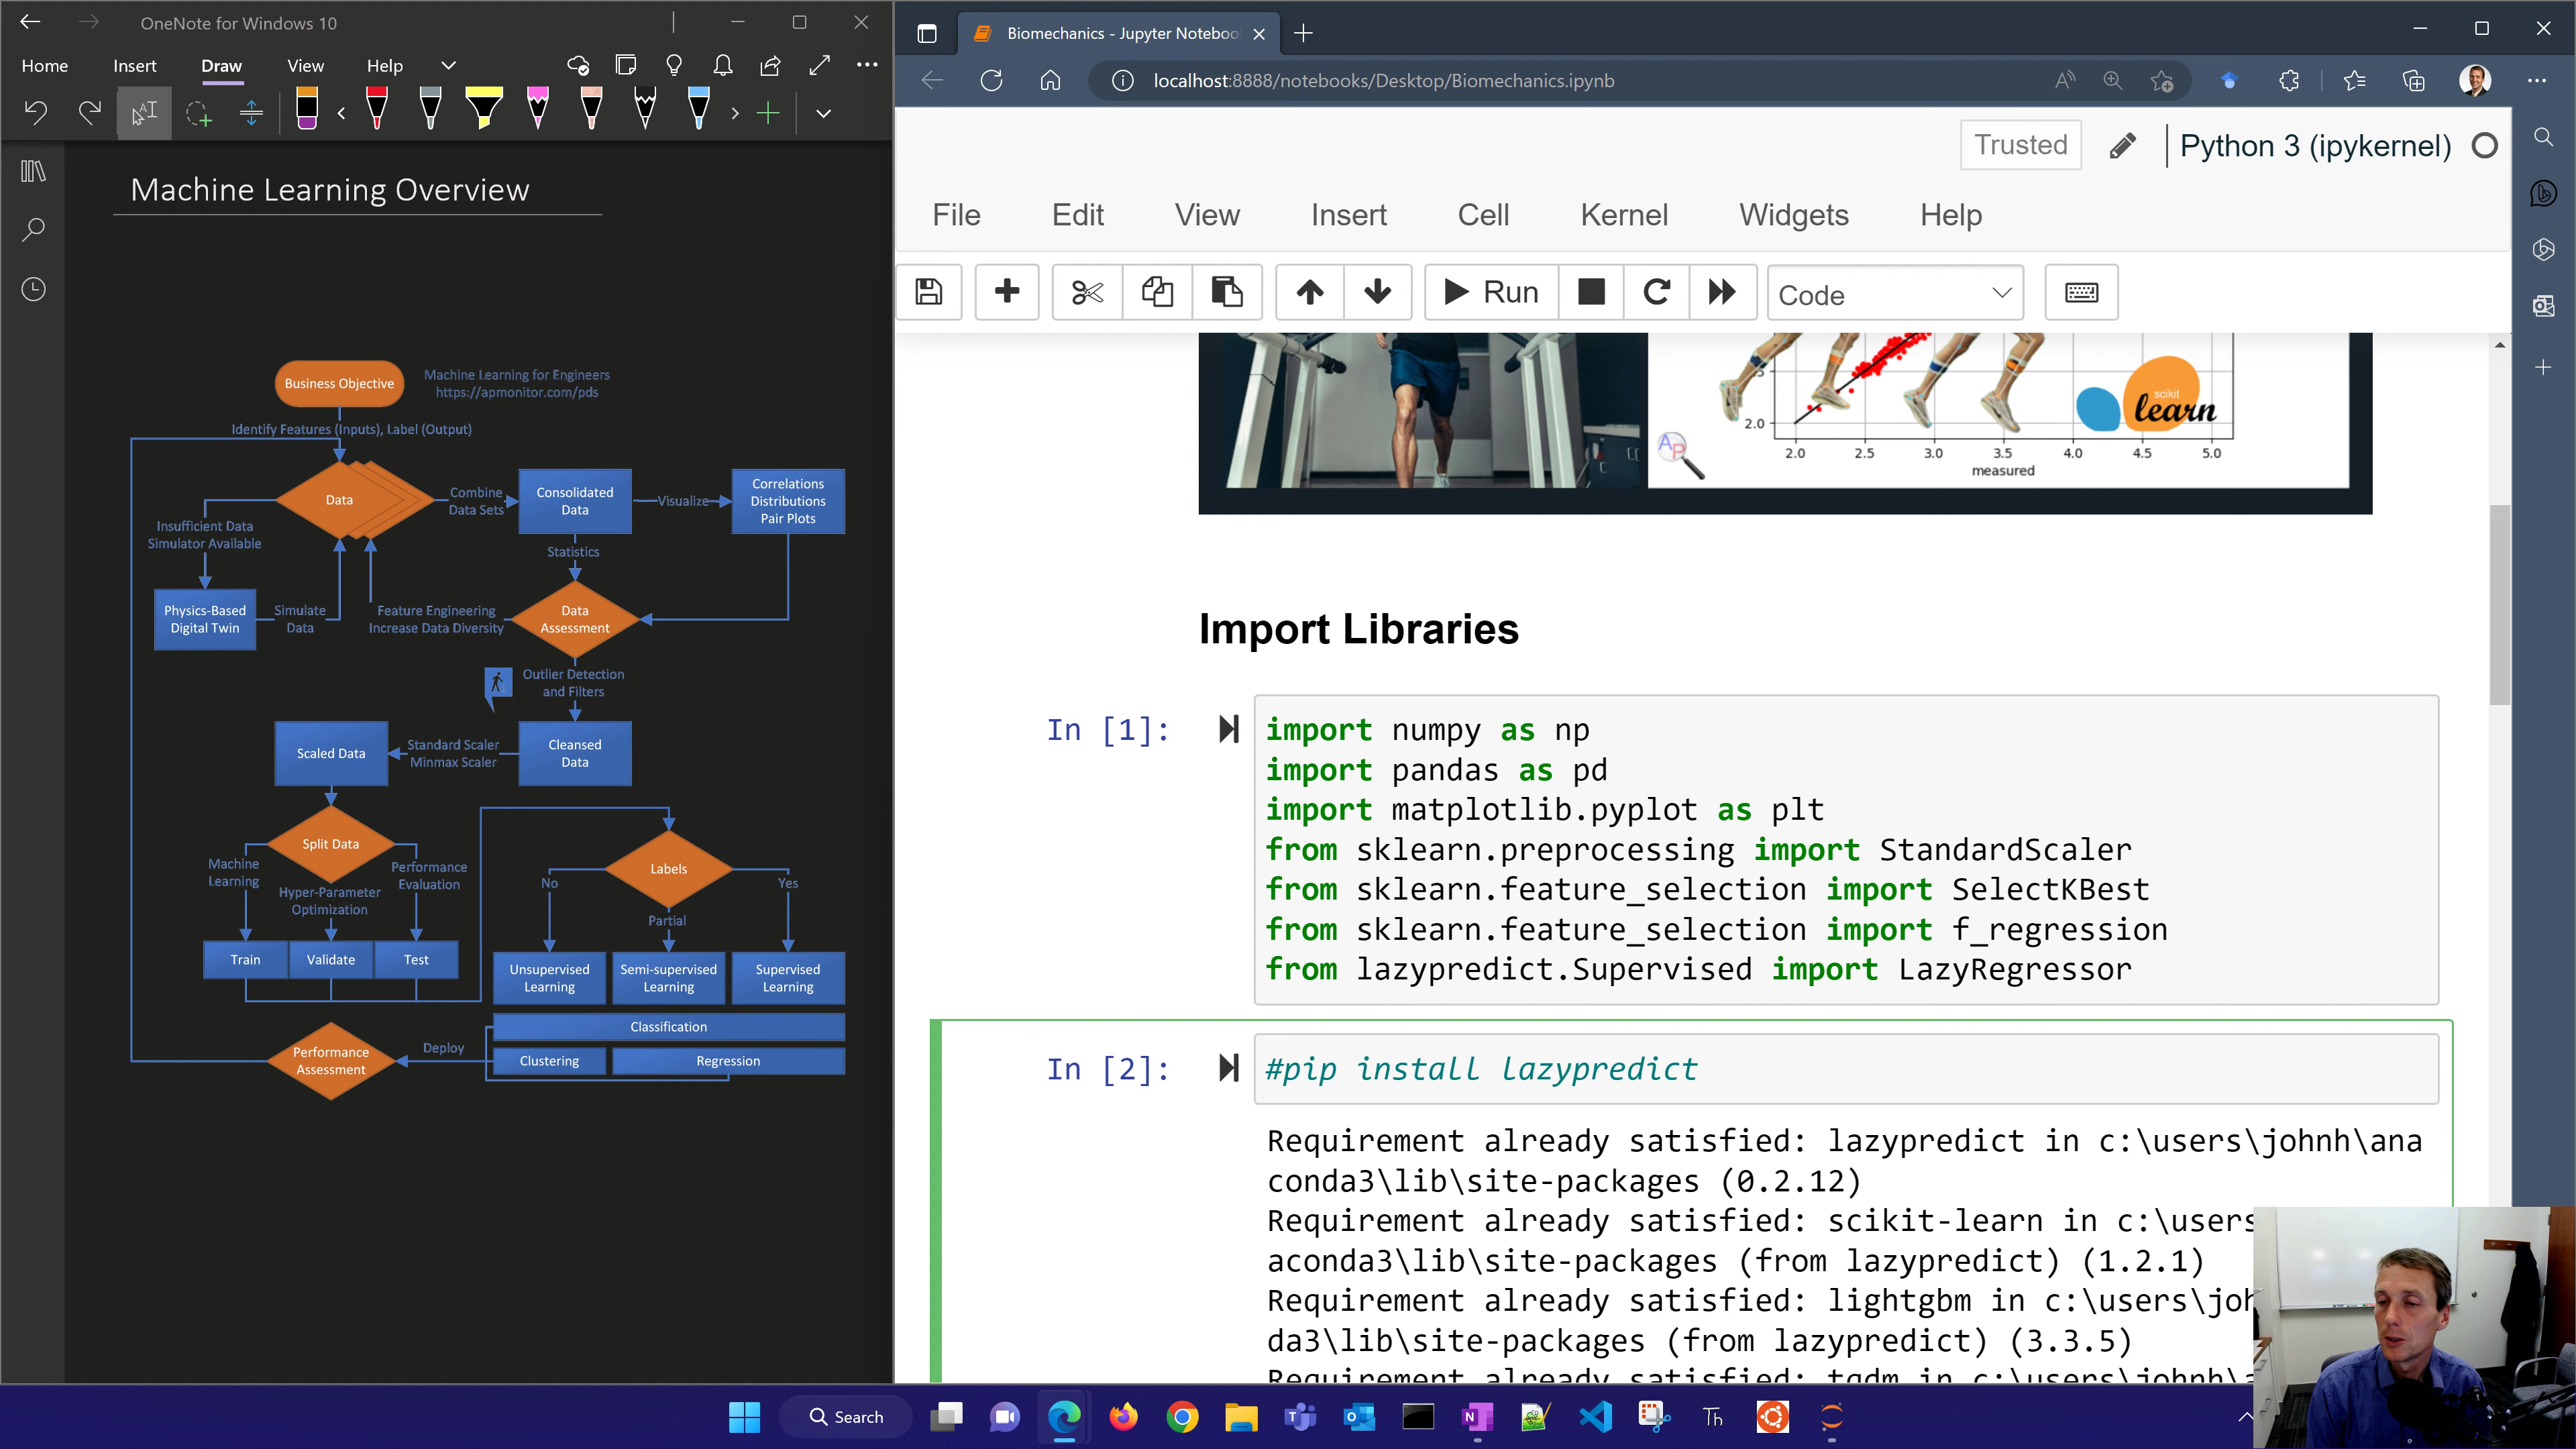 OneNote for Windows 10
Home Insert Draw View Help
Machine Learning Overview
Business Objective
Machine Learning for Engineers
https://apmonitor.com/pds
Identify Features (Inputs), Label (Output)
Data
Combine
Data Sets
Consolidated
Data
Visualize
Correlations
Distributions
Pair Plots
Insufficient Data
Simulator Available
Statistics
Physics-Based
Digital Twin
Simulate
Data
Feature Engineering
Increase Data Diversity
Data
Assessment
Outlier Detection
and Filters
Scaled Data
Standard Scaler
Minmax Scaler
Cleansed
Data
Split Data
Machine
Learning
Hyper-Parameter
Optimization
Performance
Evaluation
Labels
No
Partial
Yes
Train
Validate
Test
Unsupervised
Learning
Semi-supervised
Learning
Supervised
Learning
Classification
Clustering
Regression
Performance
Assessment
Deploy
Biomechanics - Jupyter Noteboo
localhost:8888/notebooks/Desktop/Biomechanics.ipynb
Trusted
Python 3 (ipykernel)
File Edit View Insert Cell Kernel Widgets Help
Run
Code
2.0
2.0 2.5 3.0 3.5 4.0 4.5 5.0
measured
scikit
learn
AP
Import Libraries
In [1]:
import numpy as np
import pandas as pd
import matplotlib.pyplot as plt
from sklearn.preprocessing import StandardScaler
from sklearn.feature_selection import SelectKBest
from sklearn.feature_selection import f_regression
from lazypredict.Supervised import LazyRegressor
In [2]:
#pip install lazypredict
Requirement already satisfied: lazypredict in c:\users\johnh\ana
conda3\lib\site-packages (0.2.12)
Requirement already satisfied: scikit-learn in c:\users
aconda3\lib\site-packages (from lazypredict) (1.2.1)
Requirement already satisfied: lightgbm in c:\users\joh
da3\lib\site-packages (from lazypredict) (3.3.5)
Requirement already satisfied: tqdm in c:\users\johnh\
Search
Th